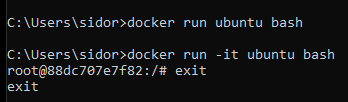 C:\Users\sidor>docker run ubuntu bash
C:\Users\sidor>docker run -it ubuntu bash
root@88dc707e7f82:/# exit
exit